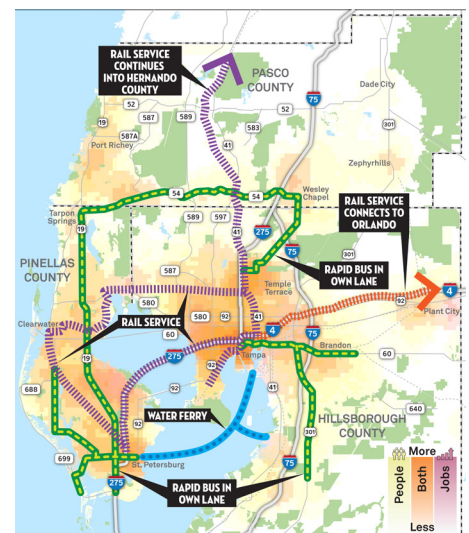 RAIL SERVICE
CONTINUES
INTO HERNANDO
COUNTY
PASCO
COUNTY
75
Dade City
52
52
19
587
589
41
583
301
587A
Port Richey
Zephyrhills
54
54
Wesley
Chapel
RAIL SERVICE
CONNECTS TO
ORLANDO
Tarpon
Springs
589
597
41
19
275
75
301
PINELLAS
COUNTY
587
RAPID BUS IN
OWN LANE
Temple
Terrace
4
92
Plant City
580
580
92
41
4
Clearwater
RAIL SERVICE
60
75
Brandon
60
19
275
Tampa
688
92
92
41
WATER FERRY
640
92
HILLSBOROUGH
COUNTY
301
699
St. Petersburg
75
275
RAPID BUS IN
OWN LANE
More
People
Both
Jobs
Less